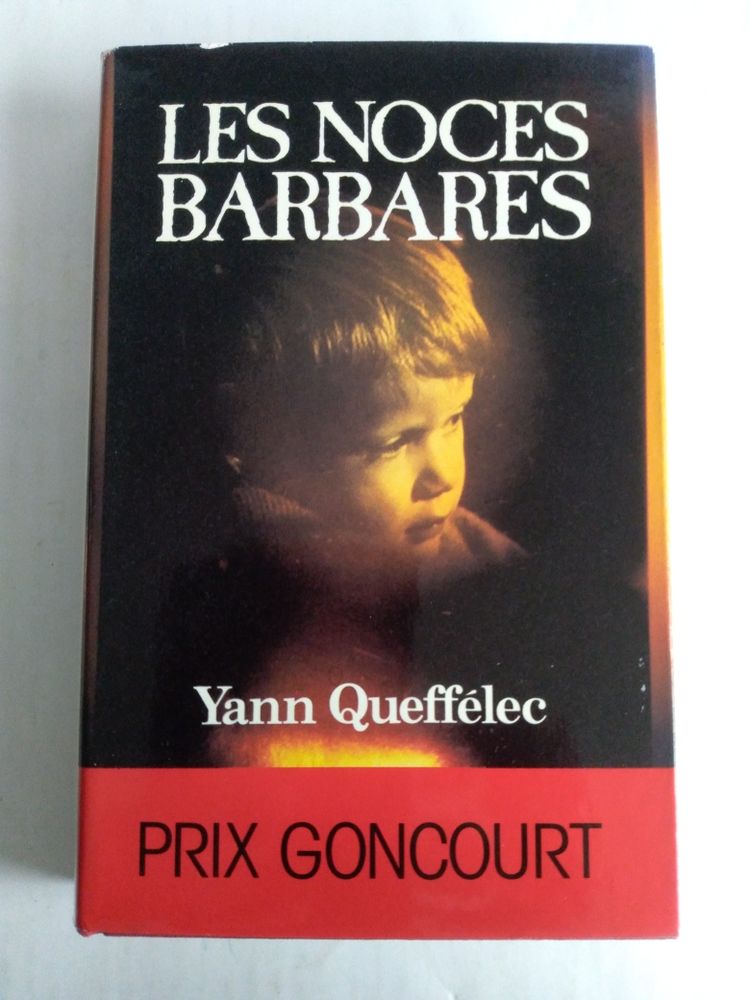 LES NOCES
BARBARES
Yann Queffélec
PRIX GONCOURT